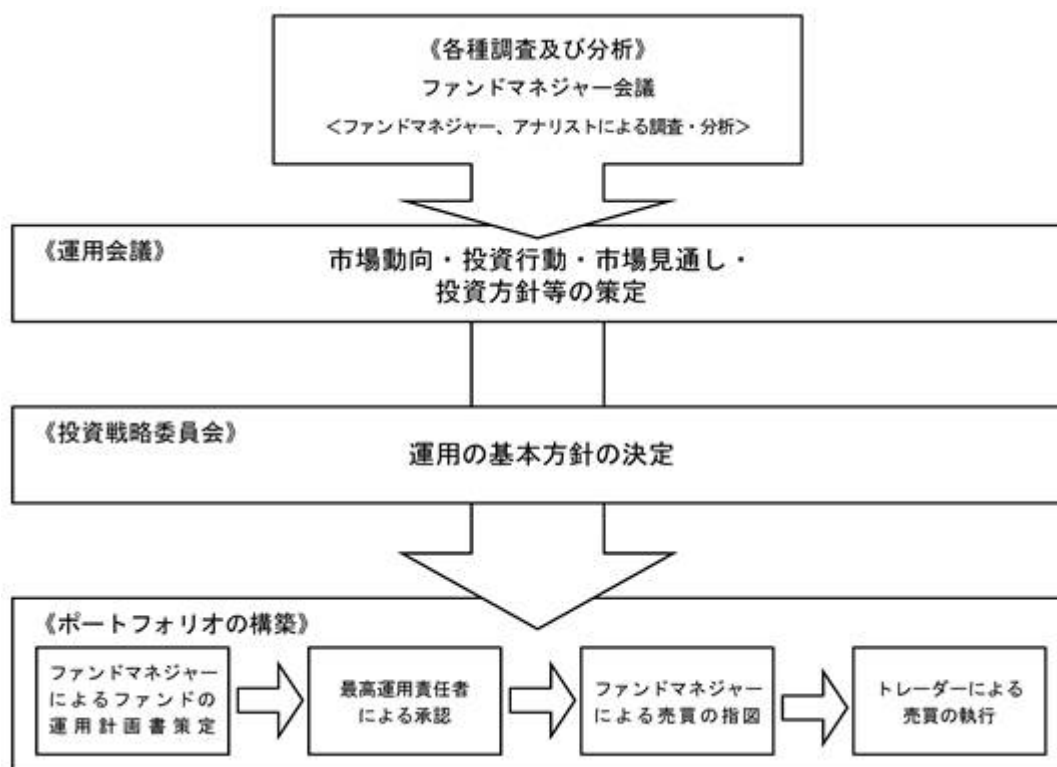 《各種調査及び分析》
ファンドマネジャー会議
＜ファンドマネジャー、アナリストによる調査・分析＞
《運用会議》
市場動向・投資行動・市場見通し・
投資方針等の策定
《投資戦略委員会》
運用の基本方針の決定
《ポートフォリオの構築》
ファンドマネジャー
によるファンドの
運用計画書策定
最高運用責任者
による承認
ファンドマネジャー
による売買の指図
トレーダーによる
売買の執行